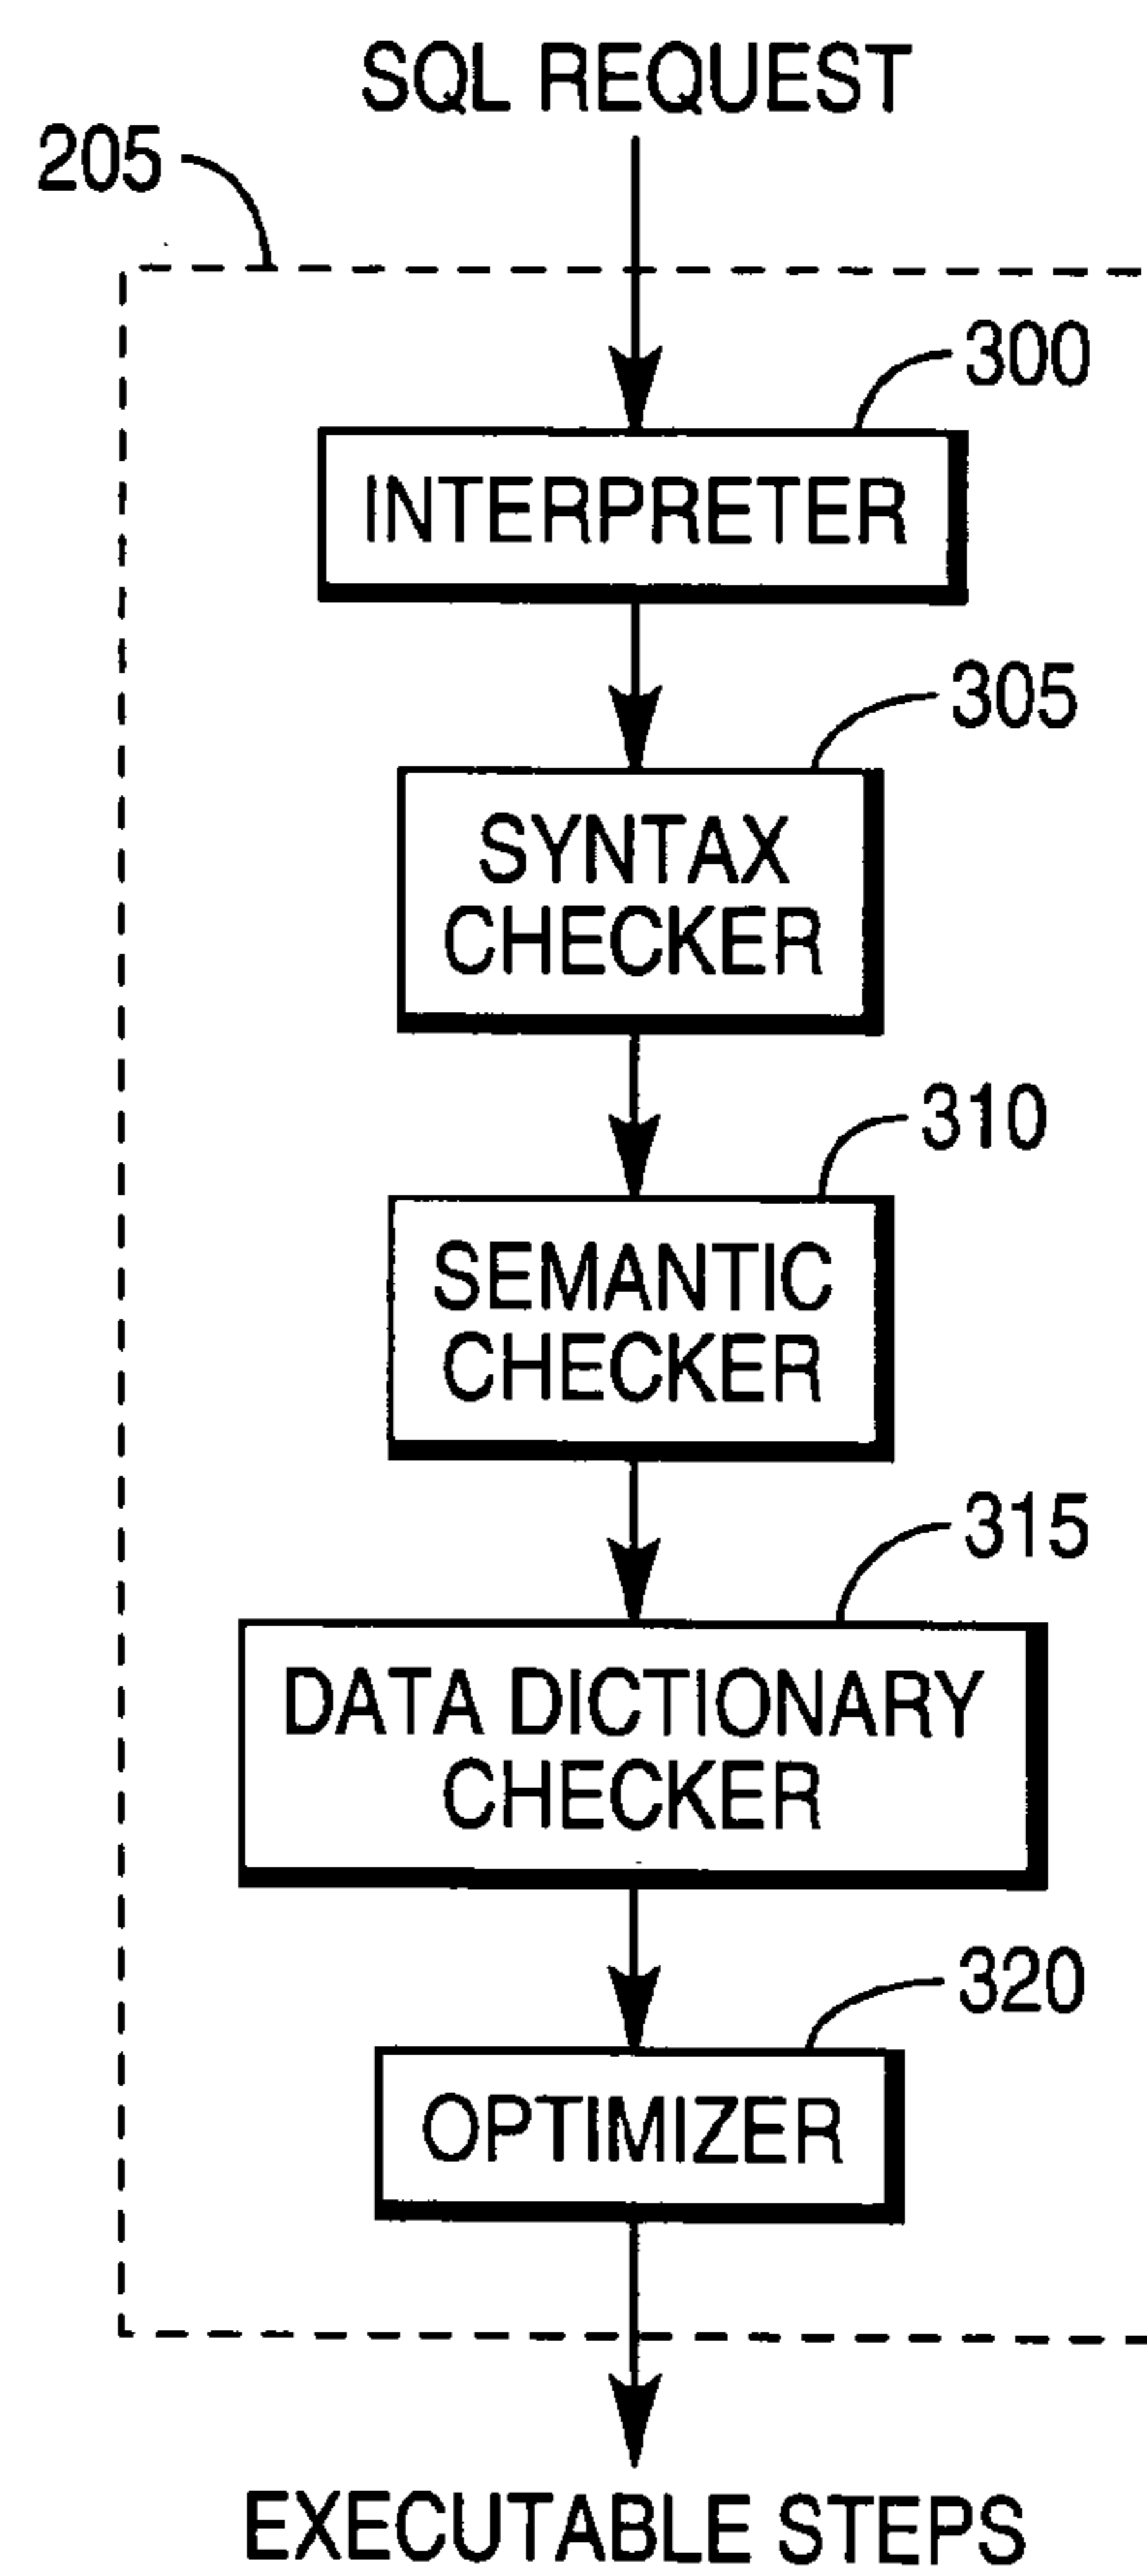 SQL REQUEST
205
300
INTERPRETER
305
SYNTAX
CHECKER
310
SEMANTIC
CHECKER
315
DATA DICTIONARY
CHECKER
320
OPTIMIZER
EXECUTABLE STEPS